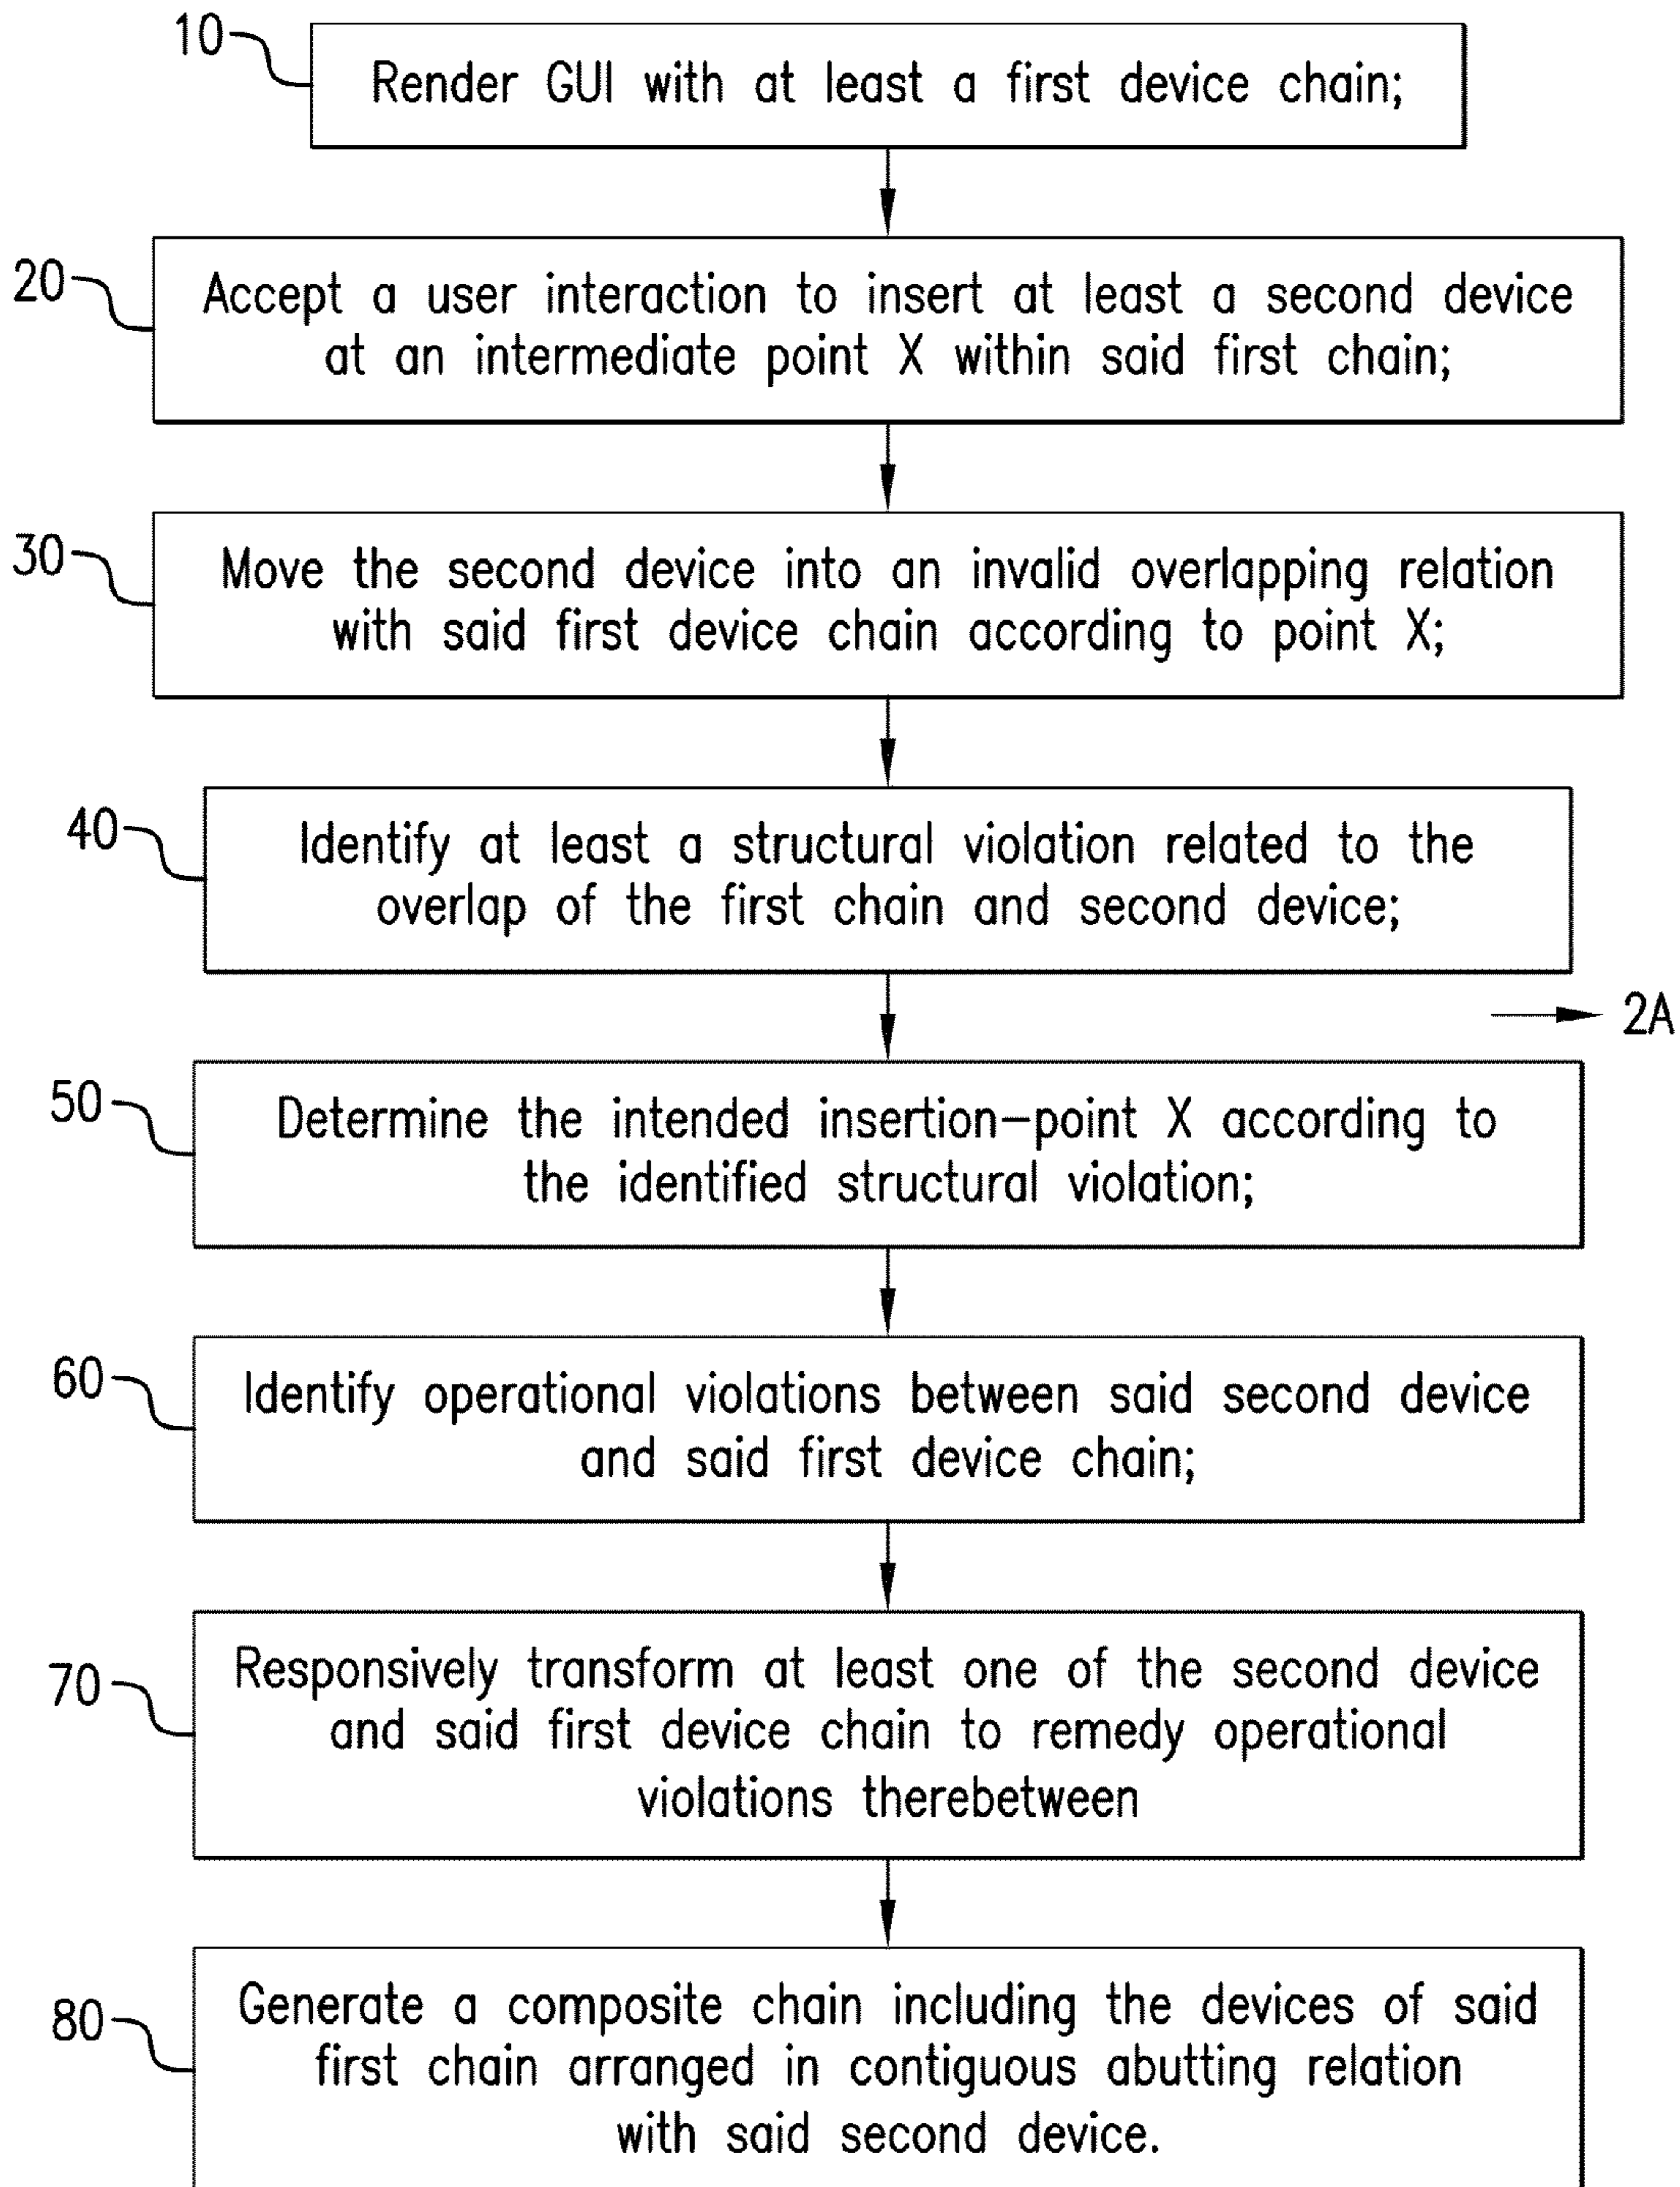 10
Render GUI with at least a first device chain;
20
Accept a user interaction to insert at least a second device
at an intermediate point X within said first chain;
30
Move the second device into an invalid overlapping relation
with said first device chain according to point X;
40
Identify at least a structural violation related to the
overlap of the first chain and second device;
2A
50
Determine the intended insertion-point X according to
the identified structural violation;
60
Identify operational violations between said second device
and said first device chain;
70
Responsively transform at least one of the second device
and said first device chain to remedy operational
violations therebetween
80
Generate a composite chain including the devices of said
first chain arranged in contiguous abutting relation
with said second device.